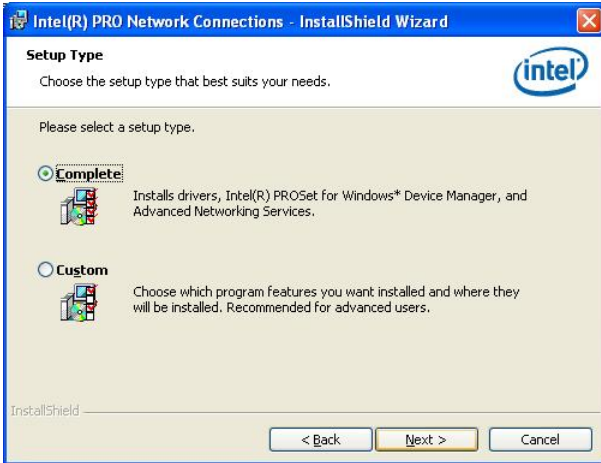 Intel(R) PRO Network Connections - InstallShield Wizard
Setup Type
Choose the setup type that best suits your needs.
intel
Please select a setup type.
Complete
Installs drivers, Intel(R) PROSet for Windows* Device Manager, and
Advanced Networking Services.
Custom
Choose which program features you want installed and where they
will be installed. Recommended for advanced users.
InstallShield
< Back
Next >
Cancel